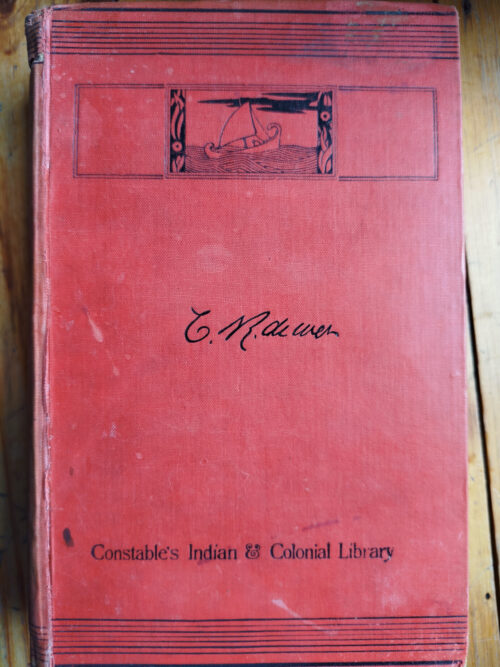 C. R. de Wet
Constable's Indian & Colonial Library